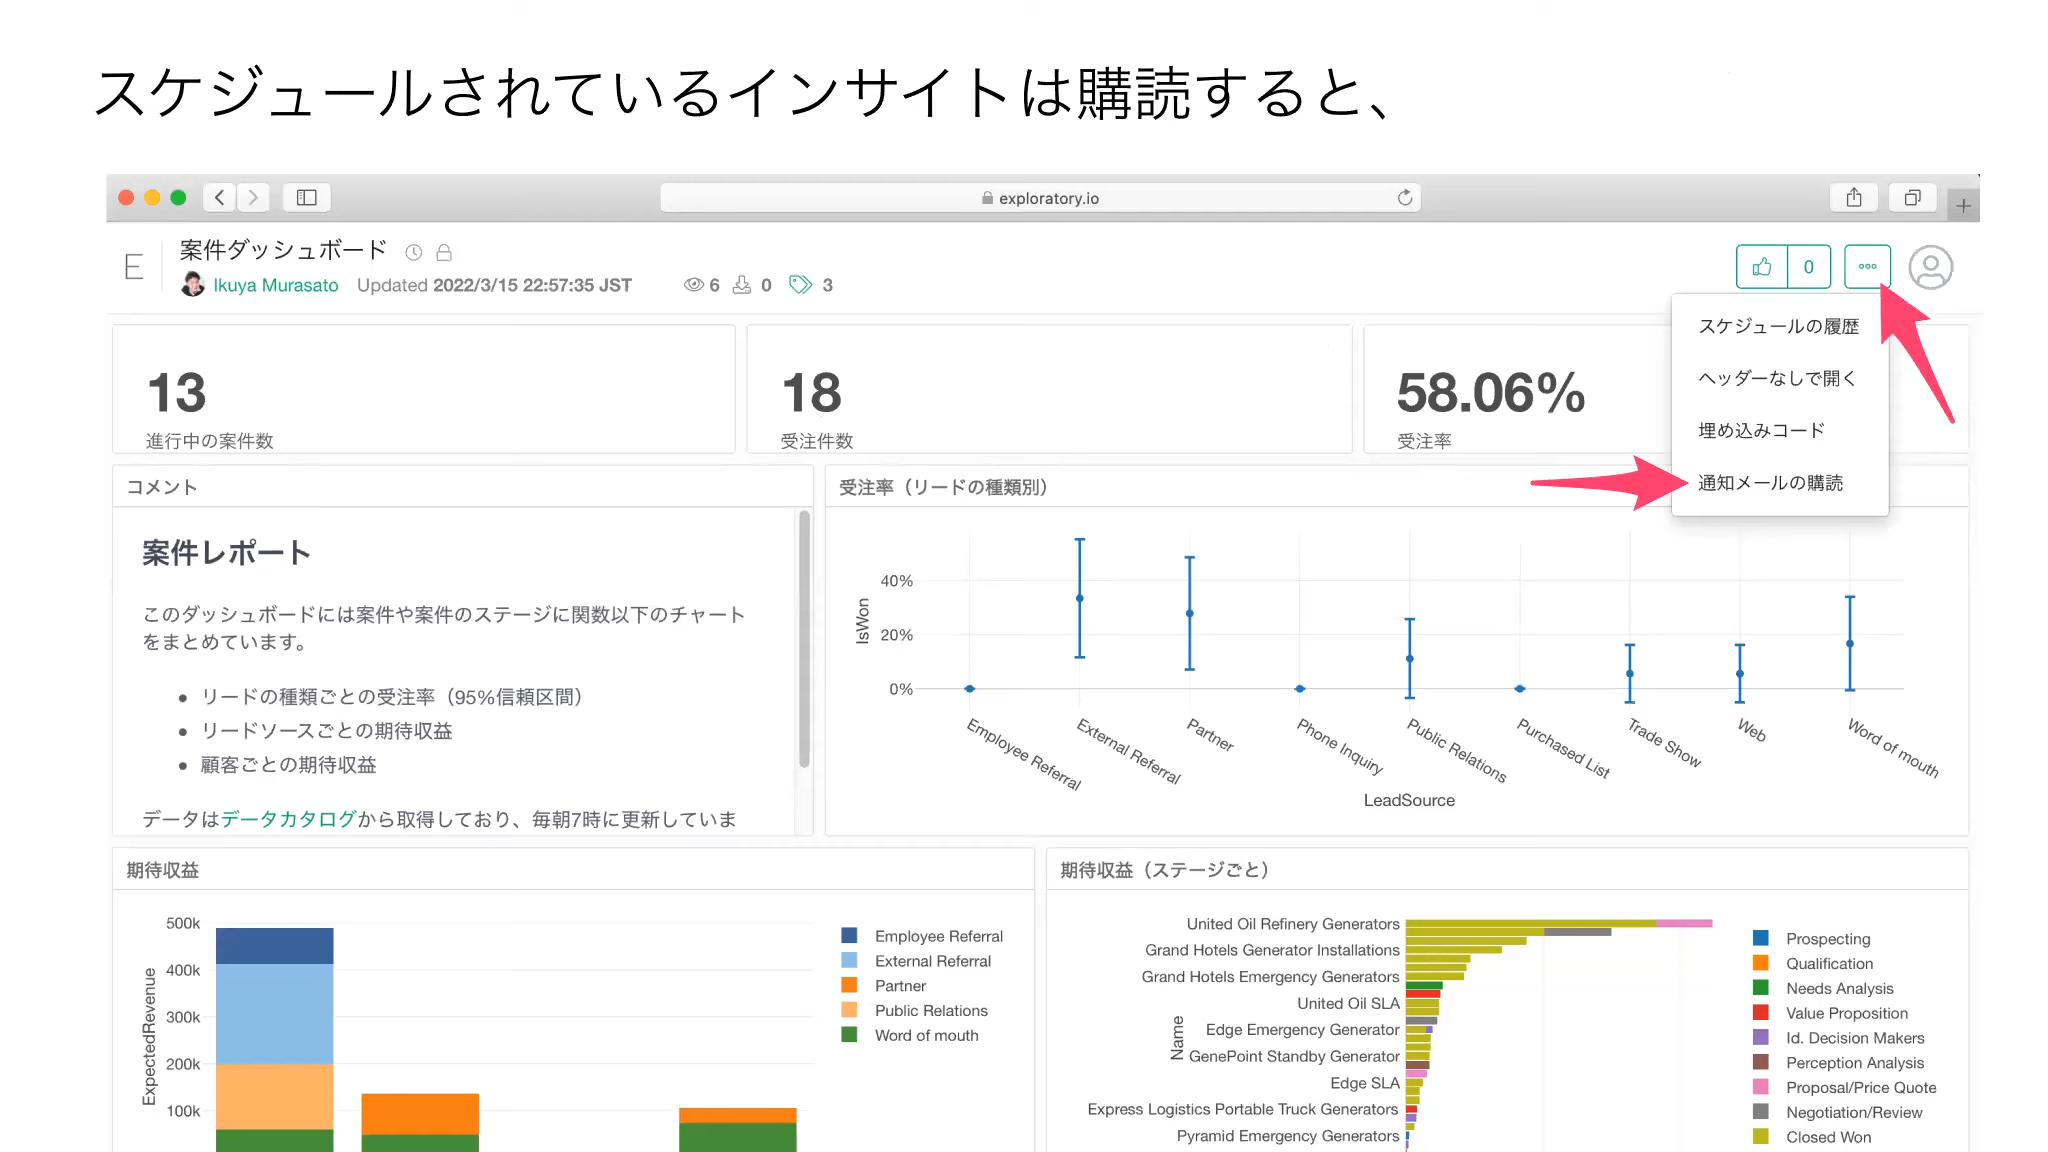 スケジュールされているインサイトは購読すると、
exploratory.io
E
案件ダッシュボード
Ikuya Murasato Updated 2022/3/15 22:57:35 JST 6 0 3
0
スケジュールの履歴
ヘッダーなしで開く
埋め込みコード
通知メールの購読
13
進行中の案件数
18
受注件数
58.06%
受注率
コメント
案件レポート
このダッシュボードには案件や案件のステージに関数以下のチャート
をまとめています。
リードの種類ごとの受注率（95%信頼区間）
リードソースごとの期待収益
顧客ごとの期待収益
データはデータカタログから取得しており、毎朝7時に更新していま
受注率（リードの種類別）
IsWon
40%
20%
0%
Employee Referral
External Referral
Partner
Phone Inquiry
Public Relations
Purchased List
Trade Show
Web
Word of mouth
LeadSource
期待収益
ExpectedRevenue
500k
400k
300k
200k
100k
Employee Referral
External Referral
Partner
Public Relations
Word of mouth
期待収益（ステージごと）
Name
United Oil Refinery Generators
Grand Hotels Generator Installations
Grand Hotels Emergency Generators
United Oil SLA
Edge Emergency Generator
GenePoint Standby Generator
Edge SLA
Express Logistics Portable Truck Generators
Pyramid Emergency Generators
Prospecting
Qualification
Needs Analysis
Value Proposition
Id. Decision Makers
Perception Analysis
Proposal/Price Quote
Negotiation/Review
Closed Won